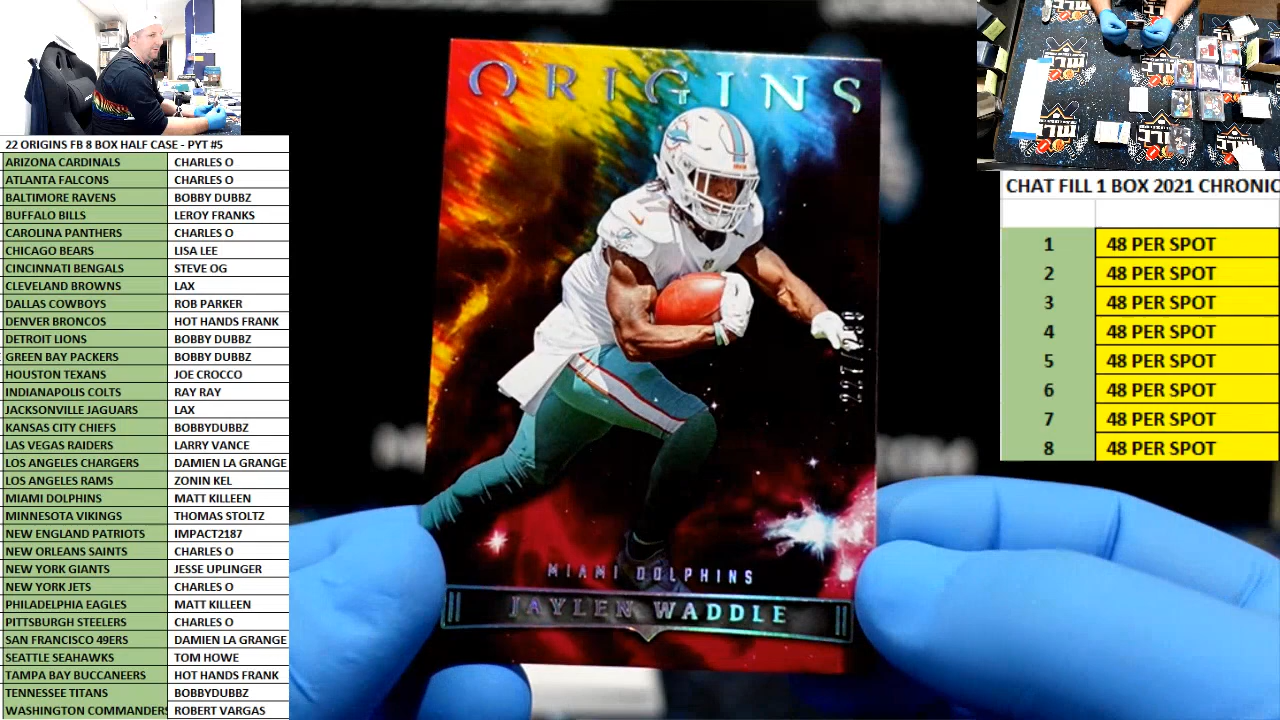 22 ORIGINS FB 8 BOX HALF CASE - PYT #5
ARIZONA CARDINALS CHARLES O
ATLANTA FALCONS CHARLES O
BALTIMORE RAVENS BOBBY DUBBZ
BUFFALO BILLS LEROY FRANKS
CAROLINA PANTHERS CHARLES O
CHICAGO BEARS LISA LEE
CINCINNATI BENGALS STEVE OG
CLEVELAND BROWNS LAX
DALLAS COWBOYS ROB PARKER
DENVER BRONCOS HOT HANDS FRANK
DETROIT LIONS BOBBY DUBBZ
GREEN BAY PACKERS BOBBY DUBBZ
HOUSTON TEXANS JOE CROCCO
INDIANAPOLIS COLTS RAY RAY
JACKSONVILLE JAGUARS LAX
KANSAS CITY CHIEFS BOBBYDUBBZ
LAS VEGAS RAIDERS LARRY VANCE
LOS ANGELES CHARGERS DAMIEN LA GRANGE
LOS ANGELES RAMS ZONIN KEL
MIAMI DOLPHINS MATT KILLEEN
MINNESOTA VIKINGS THOMAS STOLTZ
NEW ENGLAND PATRIOTS IMPACT2187
NEW ORLEANS SAINTS CHARLES O
NEW YORK GIANTS JESSE UPLINGER
NEW YORK JETS CHARLES O
PHILADELPHIA EAGLES MATT KILLEEN
PITTSBURGH STEELERS CHARLES O
SAN FRANCISCO 49ERS DAMIEN LA GRANGE
SEATTLE SEAHAWKS TOM HOWE
TAMPA BAY BUCCANEERS HOT HANDS FRANK
TENNESSEE TITANS BOBBYDUBBZ
WASHINGTON COMMANDERS ROBERT VARGAS
ORIGINS
MIAMI DOLPHINS
JAYLEN WADDLE
CHAT FILL 1 BOX 2021 CHRONIC
1 48 PER SPOT
2 48 PER SPOT
3 48 PER SPOT
4 48 PER SPOT
5 48 PER SPOT
6 48 PER SPOT
7 48 PER SPOT
8 48 PER SPOT